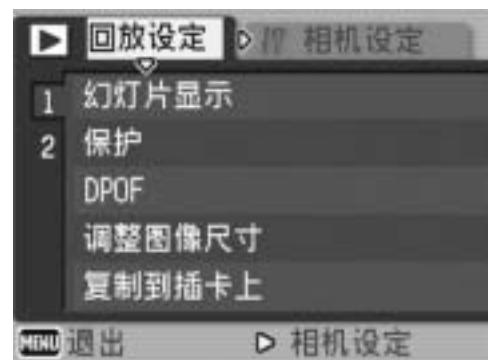 回放设定 相机设定
1 幻灯片显示
2 保护
DPOF
调整图像尺寸
复制到插卡上
MENU 退出 相机设定